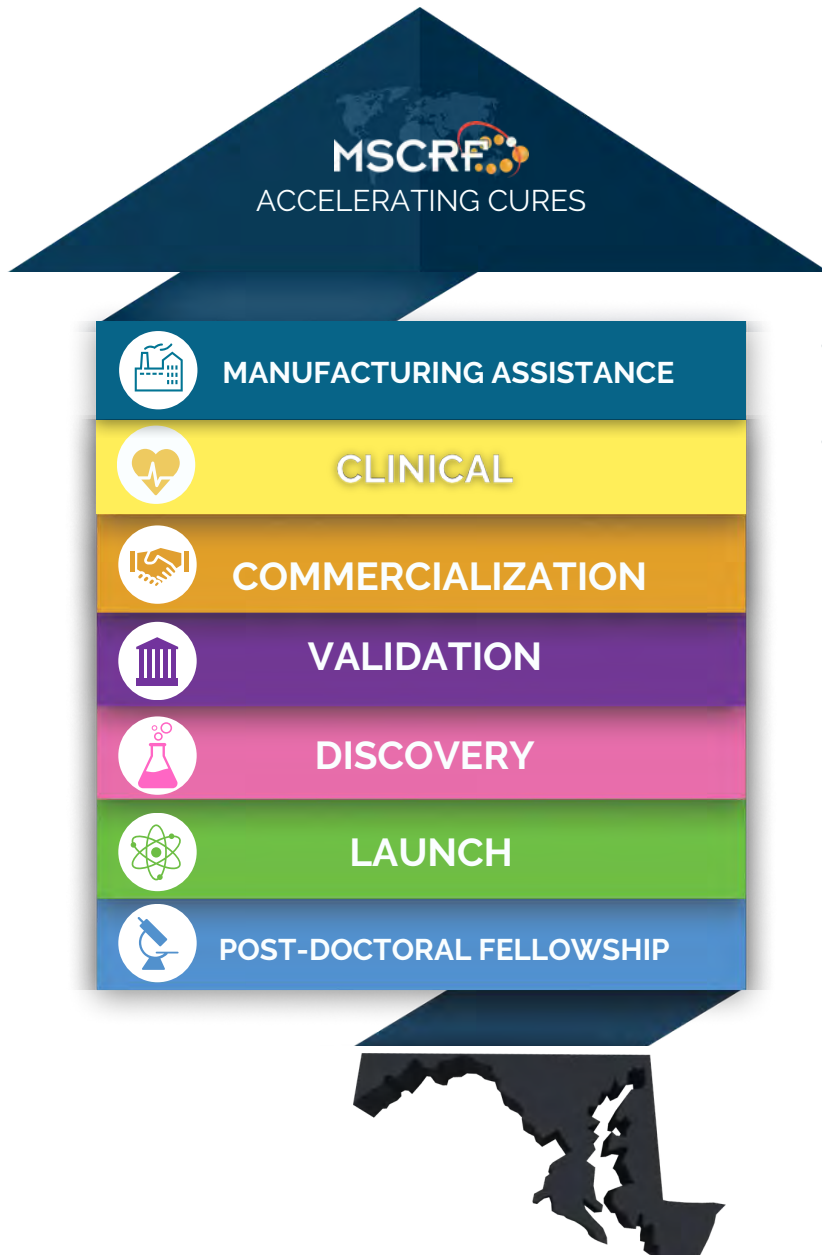 MSCRF
ACCELERATING CURES
MANUFACTURING ASSISTANCE
CLINICAL
COMMERCIALIZATION
VALIDATION
DISCOVERY
LAUNCH
POST-DOCTORAL FELLOWSHIP